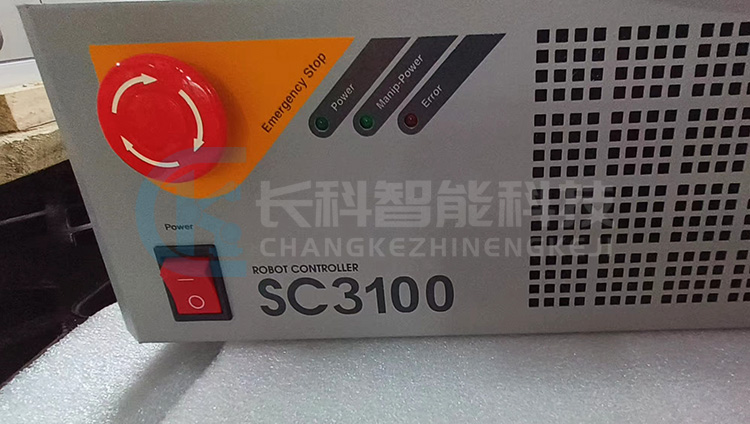 Emergency Stop
Power
Manip-Power
Error
长科智能科技
CHANGKEZHINENGKEJI
Power
ROBOT CONTROLLER
SC3100